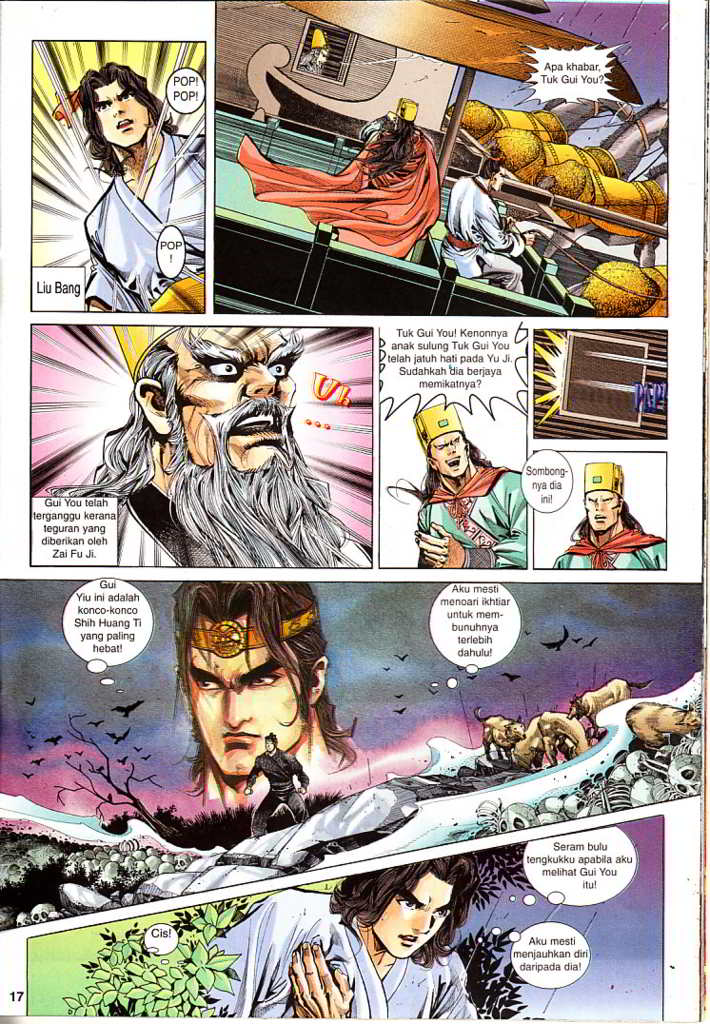 POP!
POP!
POP
!
Liu Bang
Apa khabar,
Tuk Gui You?
UH
...
Gui You telah
terganggu kerana
teguran yang
diberikan oleh
Zai Fu Ji.
Tuk Gui You! Kenonnya
anak sulung Tuk Gui You
telah jatuh hati pada Yu Ji.
Sudahkah dia berjaya
memikatnya?
PAP!
Sombong-
nya dia
ini!
Gui
Yiu ini adalah
konco-konco
Shih Huang Ti
yang paling
hebat!
Aku mesti
menoari ikhtiar
untuk mem-
bunuhnya
terlebih
dahulu!
Seram bulu
tengkukku apabila aku
melihat Gui You
itu!
Cis!
Aku mesti
menjauhkan diri
daripada dia!
17